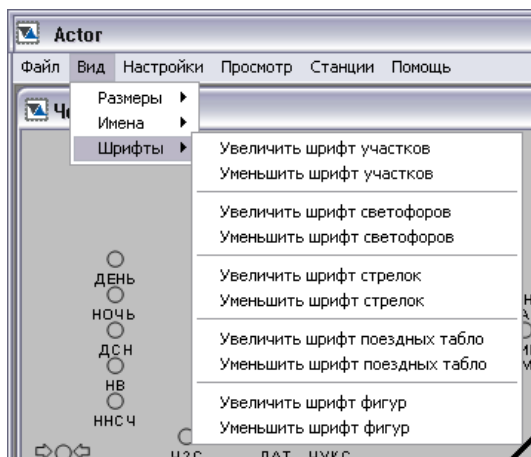 Actor
Файл Вид Настройки Просмотр Станции Помощь
Размеры
Имена
Шрифты
Увеличить шрифт участков
Уменьшить шрифт участков
Увеличить шрифт светофоров
Уменьшить шрифт светофоров
Увеличить шрифт стрелок
Уменьшить шрифт стрелок
Увеличить шрифт поездных табло
Уменьшить шрифт поездных табло
Увеличить шрифт фигур
Уменьшить шрифт фигур
ДЕНЬ
НОЧЬ
ДСН
НВ
ННСЧ